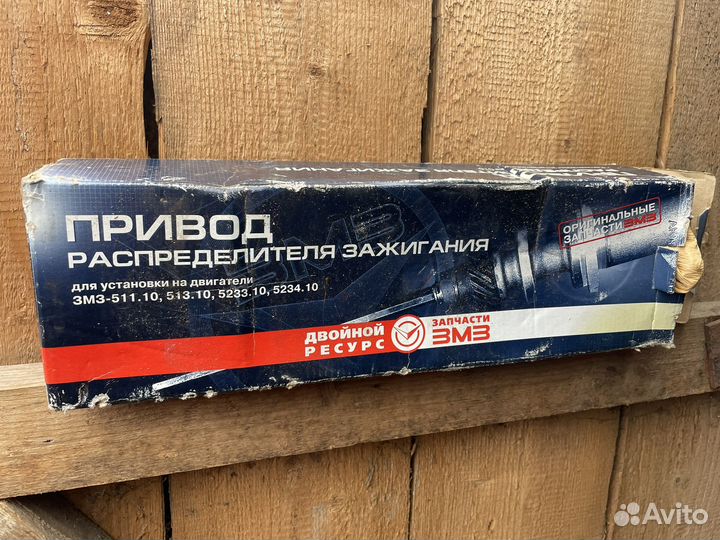 ПРИВОД
РАСПРЕДЕЛИТЕЛЯ ЗАЖИГАНИЯ
для установки на двигатели
ЗМЗ-511.10, 513.10, 5233.10, 5234.10
ОРИГИНАЛЬНЫЕ
ЗАПЧАСТИ ЗМЗ
ДВОЙНОЙ
РЕСУРС
ЗАПЧАСТИ
ЗМЗ
Avito